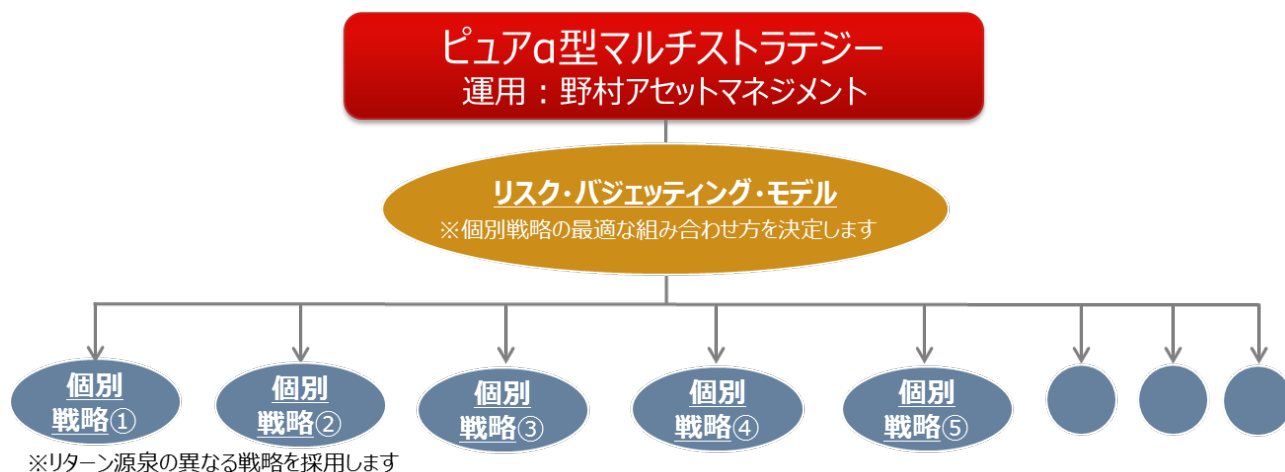 ピュアα型マルチストラテジー
運用：野村アセットマネジメント
リスク・バジェッティング・モデル
※個別戦略の最適な組み合わせ方を決定します
個別
戦略①
個別
戦略②
個別
戦略③
個別
戦略④
個別
戦略⑤
※リターン源泉の異なる戦略を採用します